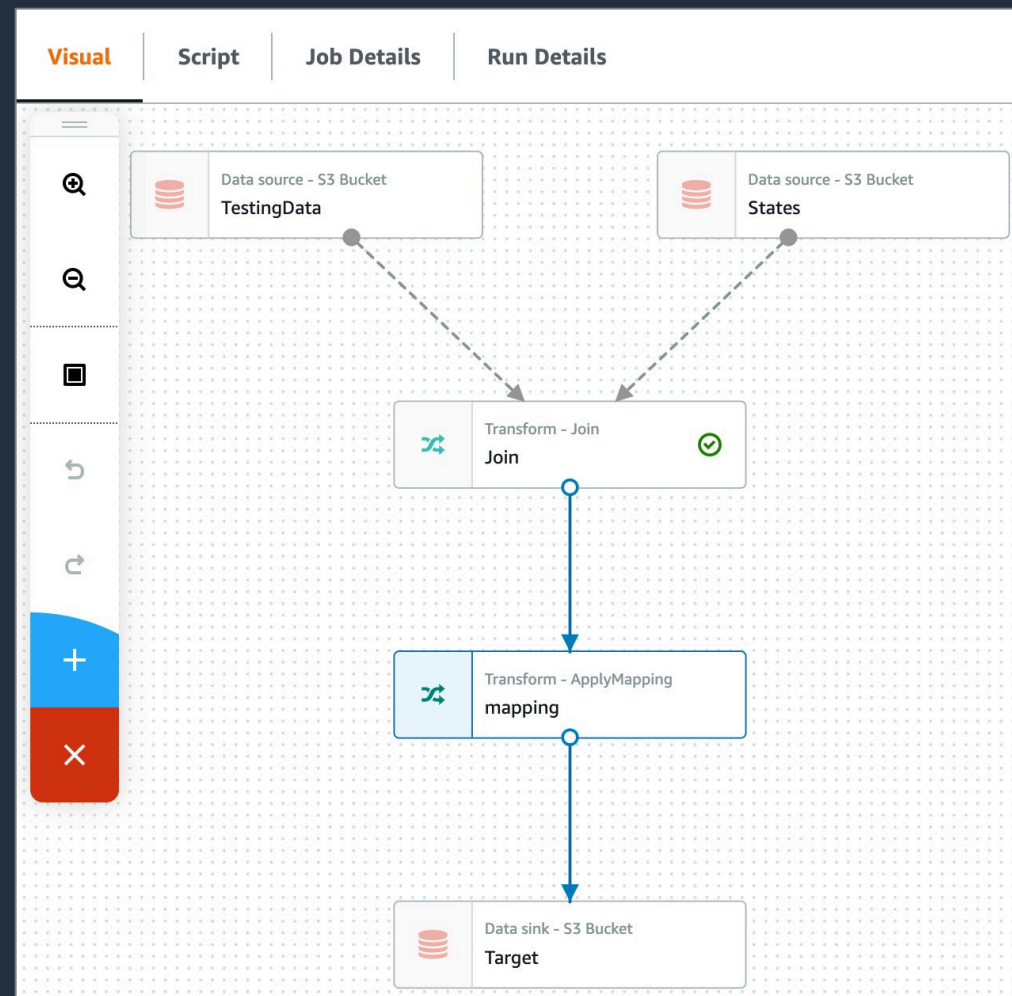 Visual
Script
Job Details
Run Details
Data source - S3 Bucket
TestingData
Data source - S3 Bucket
States
Transform - Join
Join
Transform - ApplyMapping
mapping
Data sink - S3 Bucket
Target